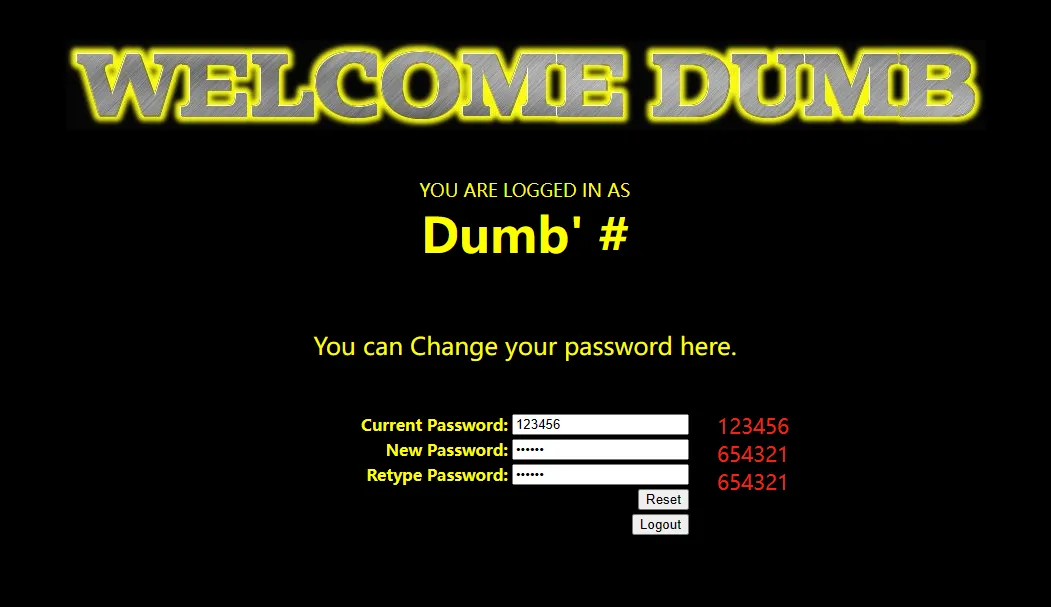 WELCOME DUMB
YOU ARE LOGGED IN AS
Dumb' #
You can Change your password here.
Current Password: 123456 123456
New Password: •••••• 654321
Retype Password: •••••• 654321
Reset
Logout